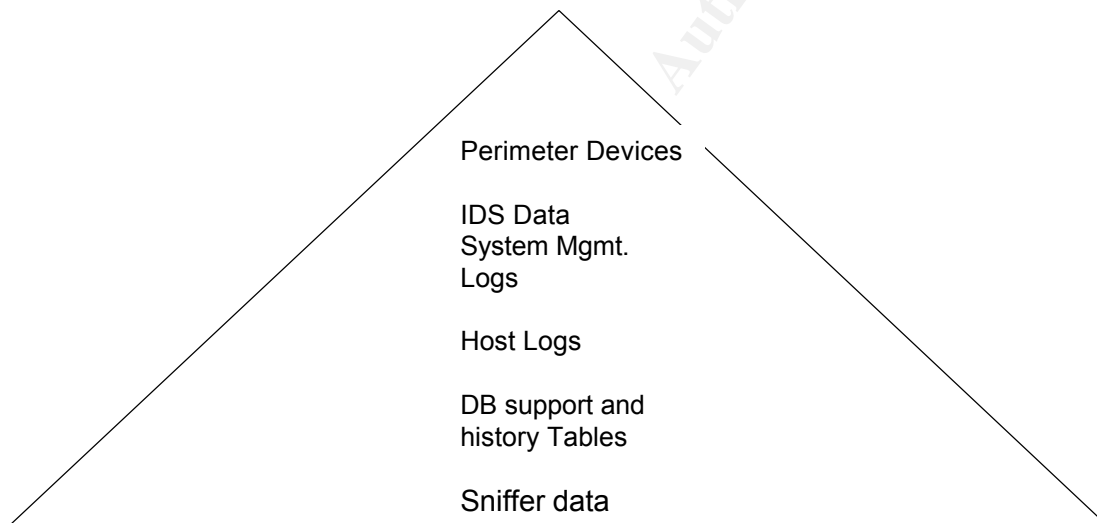 Perimeter Devices
IDS Data
System Mgmt.
Logs
Host Logs
DB support and
history Tables
Sniffer data